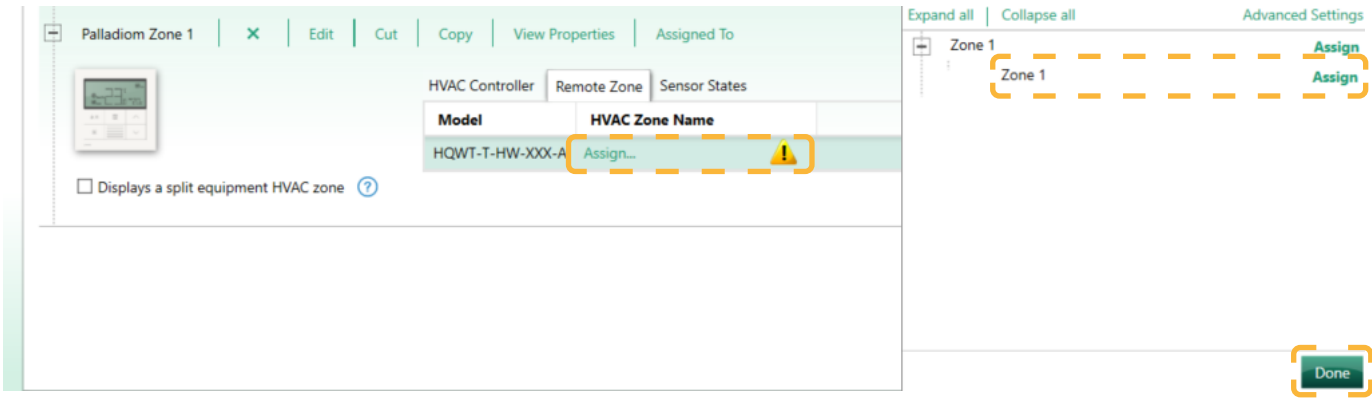 Palladiom Zone 1 | × | Edit | Cut | Copy | View Properties | Assigned To
HVAC Controller Remote Zone Sensor States
Model HVAC Zone Name
HQWT-T-HW-XXX-A Assign...
Displays a split equipment HVAC zone ?
Expand all | Collapse all Advanced Settings
Zone 1 Assign
Zone 1 Assign
Done